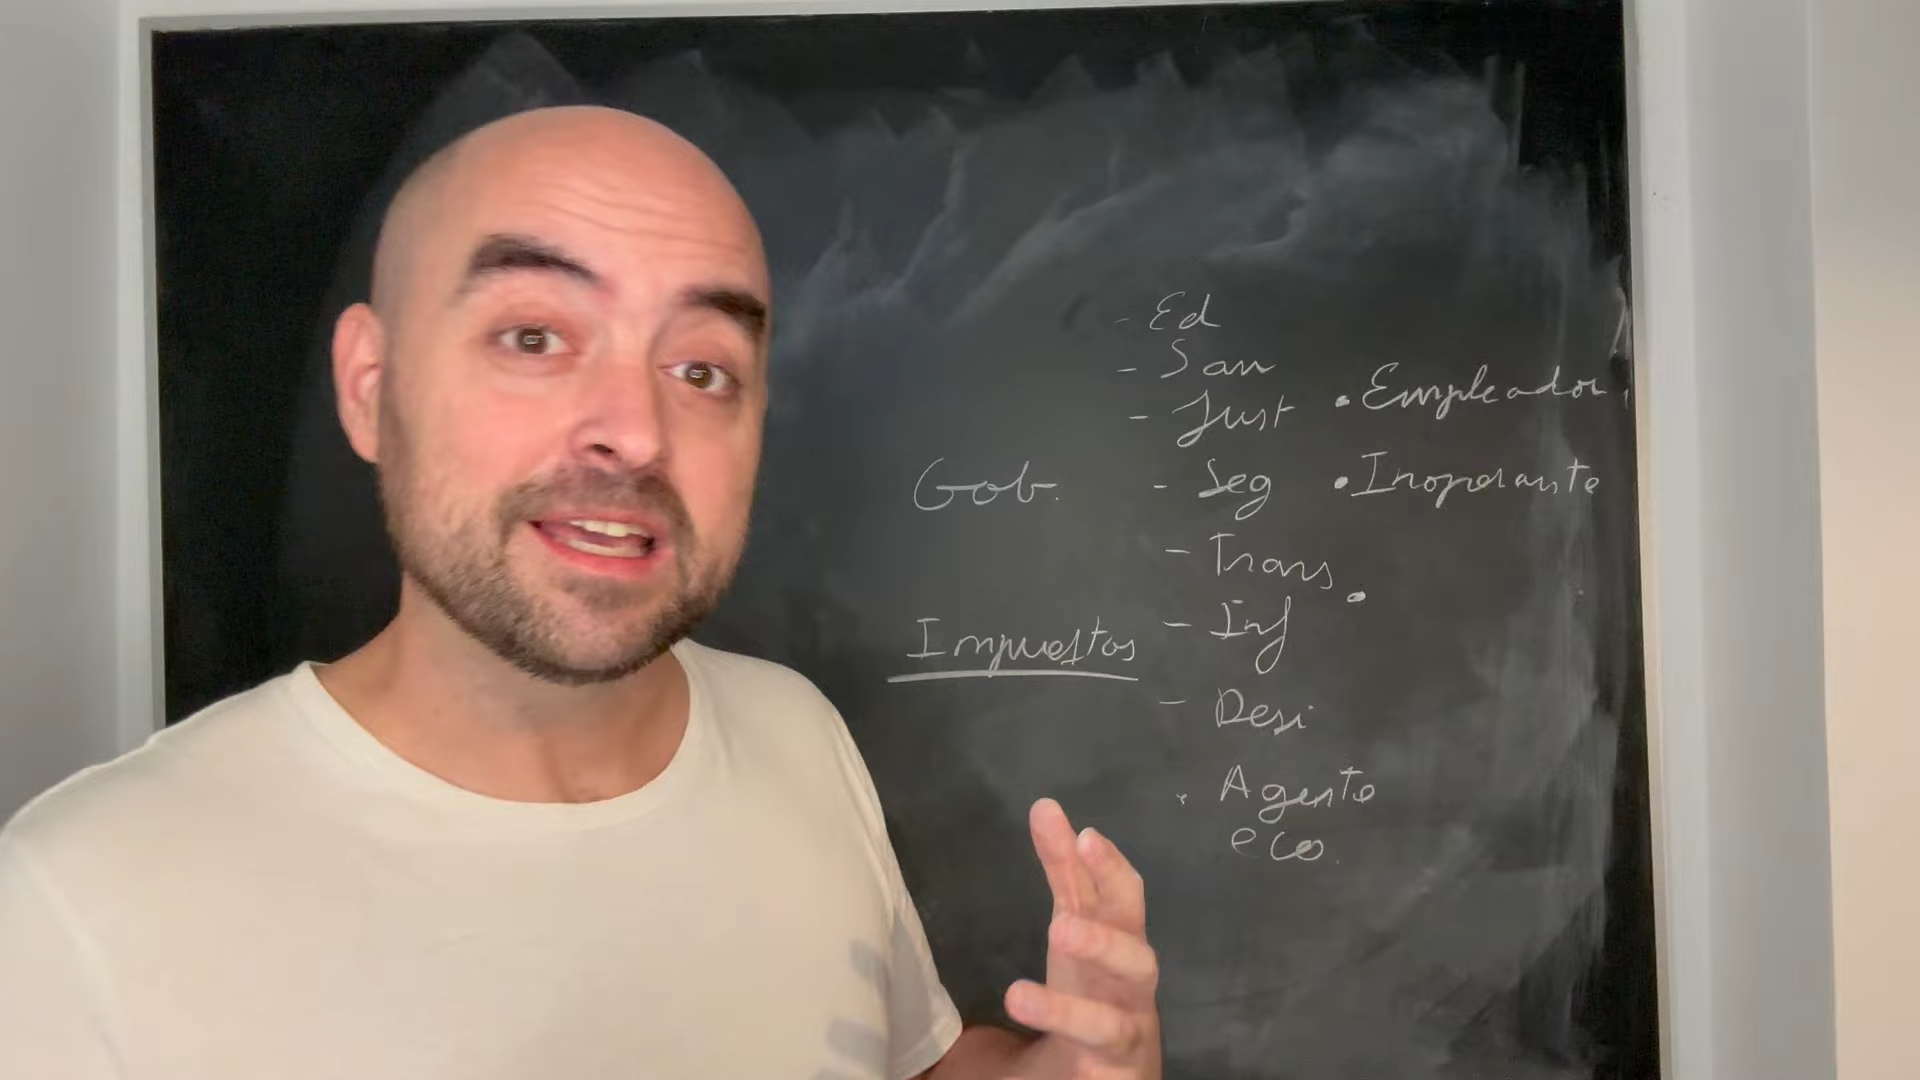 - Ed
- San
- Just
• Empleador
Gob.
- Seg
• Inoperante
- Trans
•
Impuestos
- Inf
- Desi
. Agente
eco.